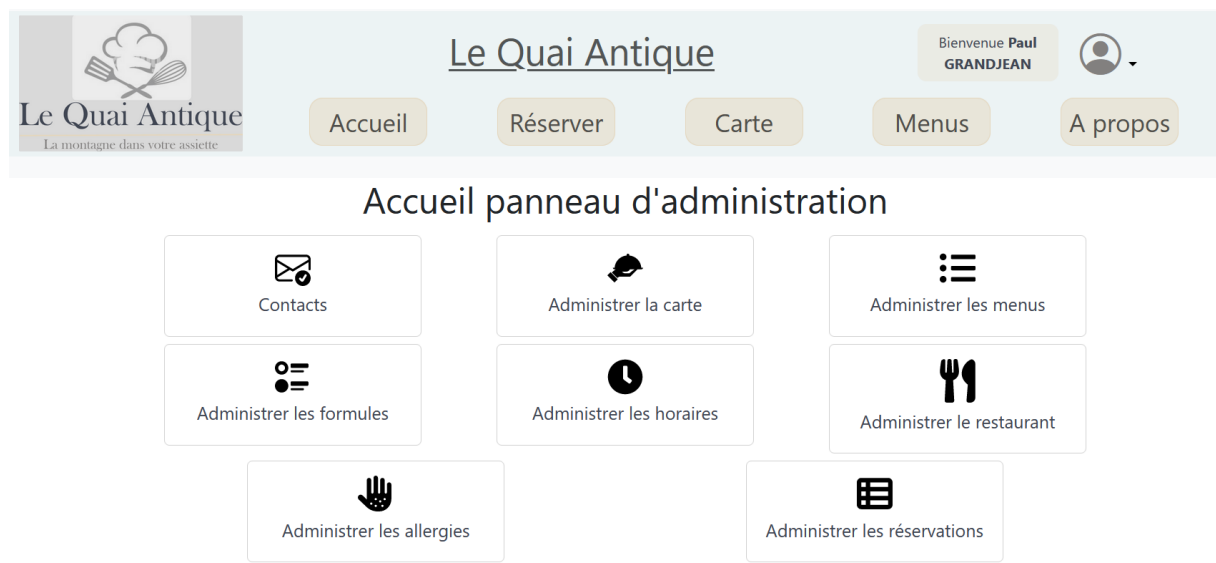 Le Quai Antique
La montagne dans votre assiette
Le Quai Antique
Bienvenue Paul
GRANDJEAN
Accueil
Réserver
Carte
Menus
A propos
Accueil panneau d'administration
Contacts
Administrer la carte
Administrer les menus
Administrer les formules
Administrer les horaires
Administrer le restaurant
Administrer les allergies
Administrer les réservations